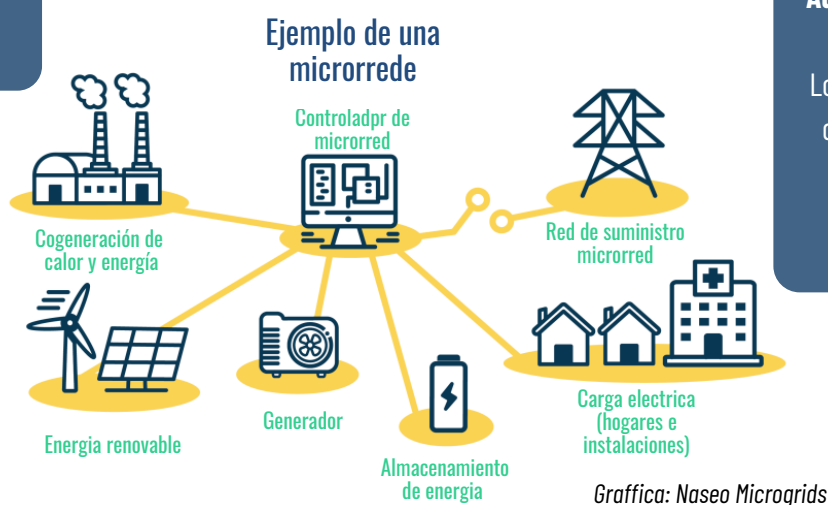 Ejemplo de una
microrrede
Controladpr de
microrred
Cogeneración de
calor y energía
Red de suministro
microrred
Energia renovable
Generador
Almacenamiento
de energia
Carga electrica
(hogares e
instalaciones)
Graffica: Naseo Microgrids
Lo